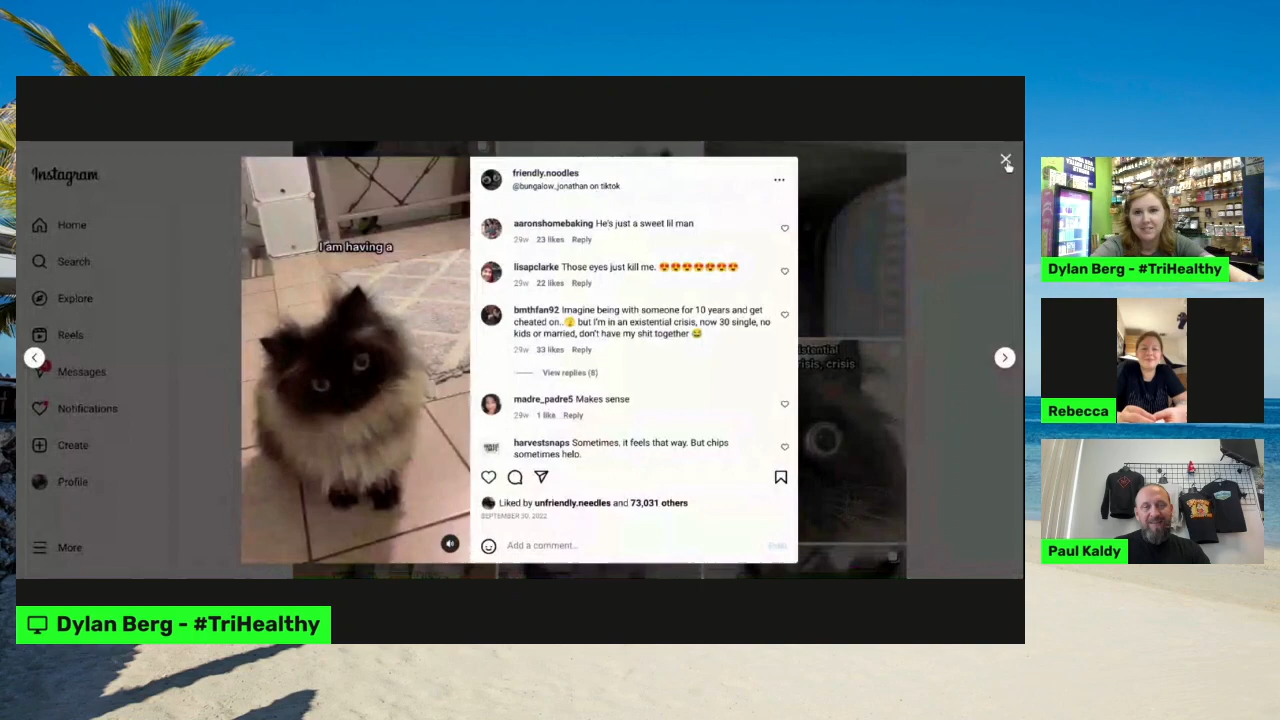 Instagram
Home
Search
Explore
Reels
Messages
Notifications
Create
Profile
More
I am having a
friendly.noodles
@bungalow_jonathan on tiktok
aaronshomebaking He's just a sweet lil man
29w 23 likes Reply
lisapclarke Those eyes just kill me. 😍😍😍😍😍😍😍
29w 22 likes Reply
bmthfan92 Imagine being with someone for 10 years and get
cheated on..🫣 but I'm in an existential crisis, now 30 single, no
kids or married, don't have my shit together 😂
29w 33 likes Reply
View replies (8)
madre_padre5 Makes sense
29w 1 like Reply
harvestsnaps Sometimes, it feels that way. But chips
sometimes help.
Liked by unfriendly.needles and 73,031 others
SEPTEMBER 30, 2022
Add a comment...
Post
crisis, crisis
Dylan Berg - #TriHealthy
Rebecca
Paul Kaldy
Dylan Berg - #TriHealthy